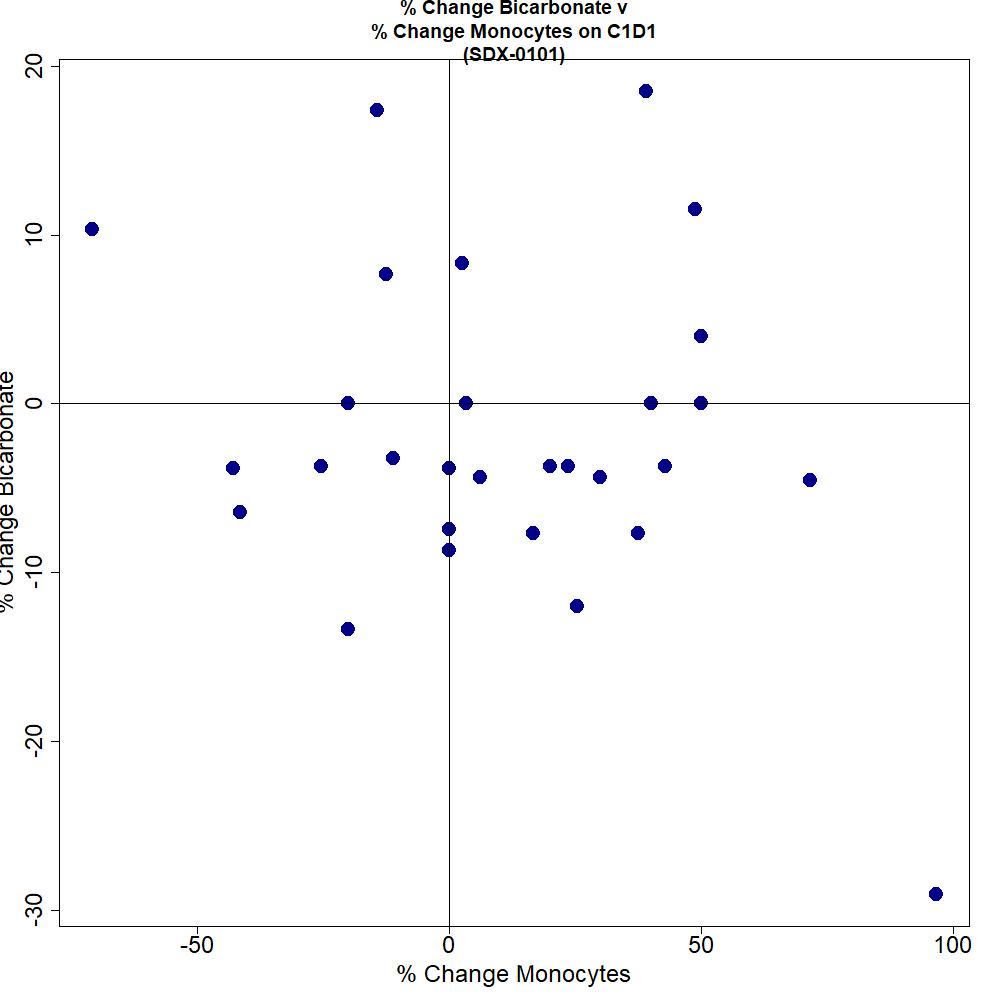 % Change Bicarbonate v
% Change Monocytes on C1D1
(SDX-0101)
% Change Bicarbonate
20
10
0
-10
-20
-30
-50
0
50
100
% Change Monocytes